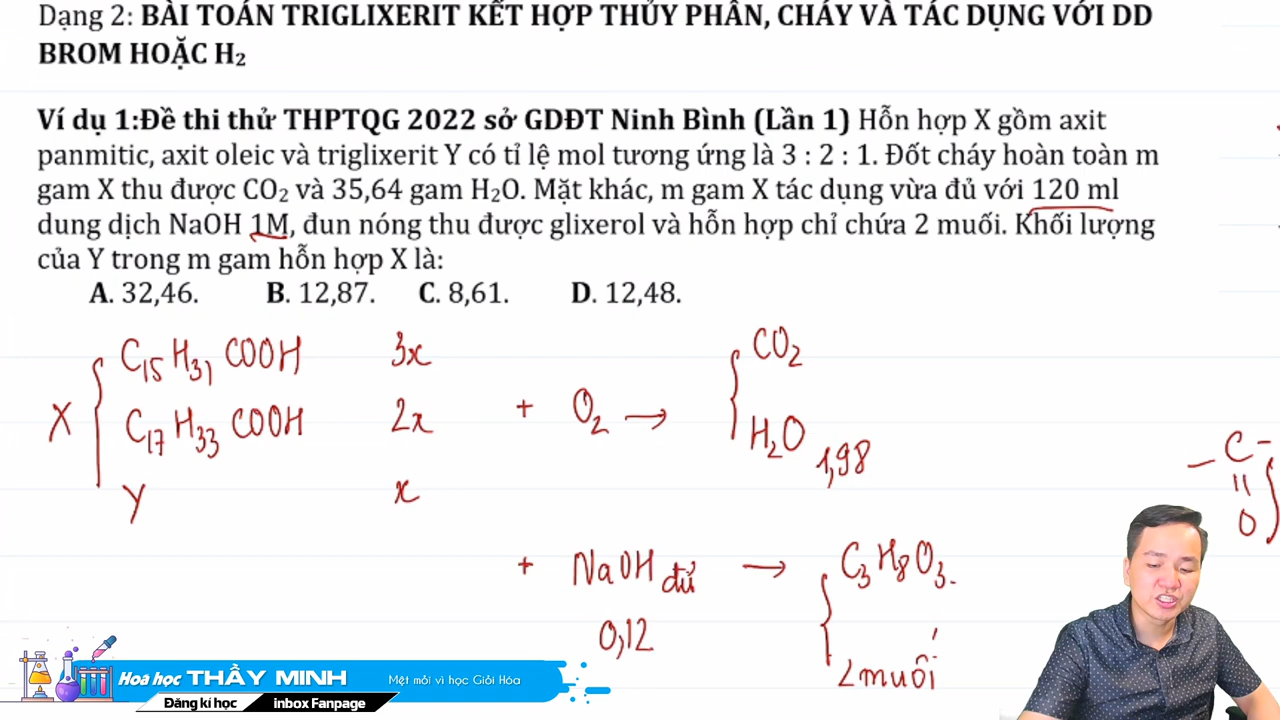 Dạng 2: BÀI TOÁN TRIGLIXERIT KẾT HỢP THỦY PHÂN, CHÁY VÀ TÁC DỤNG VỚI DD
BROM HOẶC H₂
Ví dụ 1:Đề thi thử THPTQG 2022 sở GDĐT Ninh Bình (Lần 1) Hỗn hợp X gồm axit
panmitic, axit oleic và triglixerit Y có tỉ lệ mol tương ứng là 3 : 2 : 1. Đốt cháy hoàn toàn m
gam X thu được CO₂ và 35,64 gam H₂O. Mặt khác, m gam X tác dụng vừa đủ với 120 ml
dung dịch NaOH 1M, đun nóng thu được glixerol và hỗn hợp chỉ chứa 2 muối. Khối lượng
của Y trong m gam hỗn hợp X là:
A. 32,46. B. 12,87. C. 8,61. D. 12,48.
C₁₅H₃₁COOH 3x CO₂
X C₁₇H₃₃COOH 2x + O₂ → H₂O 1,98
Y x
– C –
||
O
+ NaOH đủ → C₃H₈O₃.
0,12 2 muối
Hoá học THẦY MINH Mệt mỏi vì học Giỏi Hóa
Đăng kí học inbox Fanpage